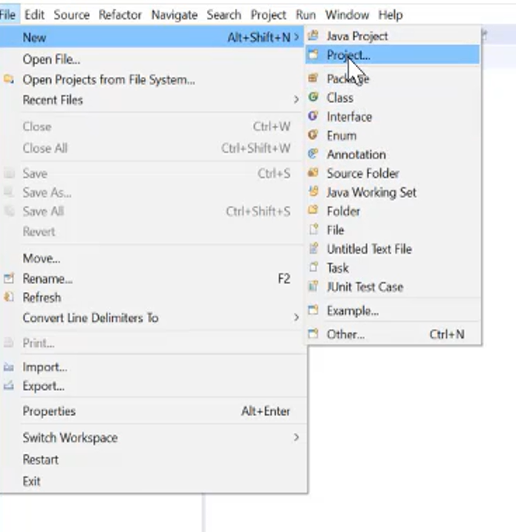 File Edit Source Refactor Navigate Search Project Run Window Help
New Alt+Shift+N
Open File...
Open Projects from File System...
Recent Files
Close Ctrl+W
Close All Ctrl+Shift+W
Save Ctrl+S
Save As...
Save All Ctrl+Shift+S
Revert
Move...
Rename... F2
Refresh
Convert Line Delimiters To
Print...
Import...
Export...
Properties Alt+Enter
Switch Workspace
Restart
Exit
Java Project
Project...
Package
Class
Interface
Enum
Annotation
Source Folder
Java Working Set
Folder
File
Untitled Text File
Task
JUnit Test Case
Example...
Other... Ctrl+N